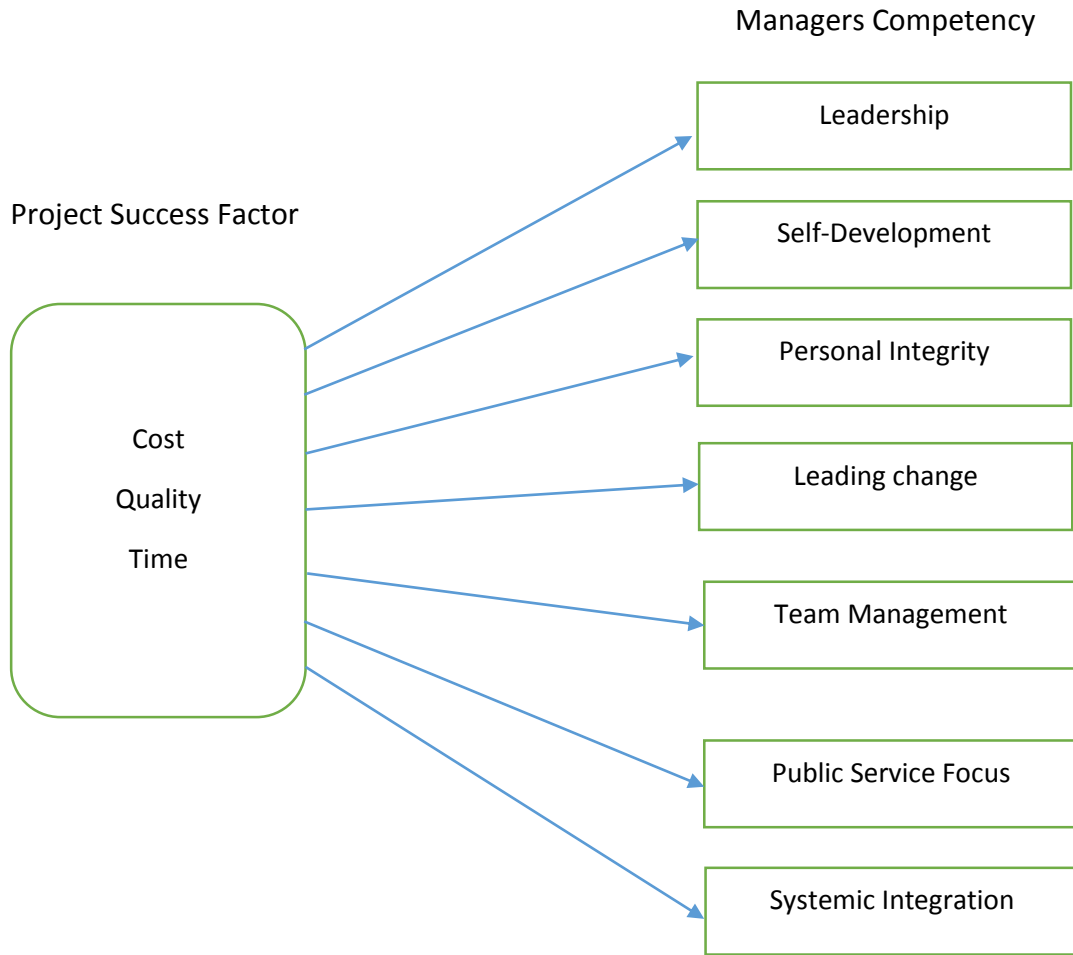 Managers Competency
Leadership
Project Success Factor
Self-Development
Personal Integrity
Cost
Quality
Time
Leading change
Team Management
Public Service Focus
Systemic Integration